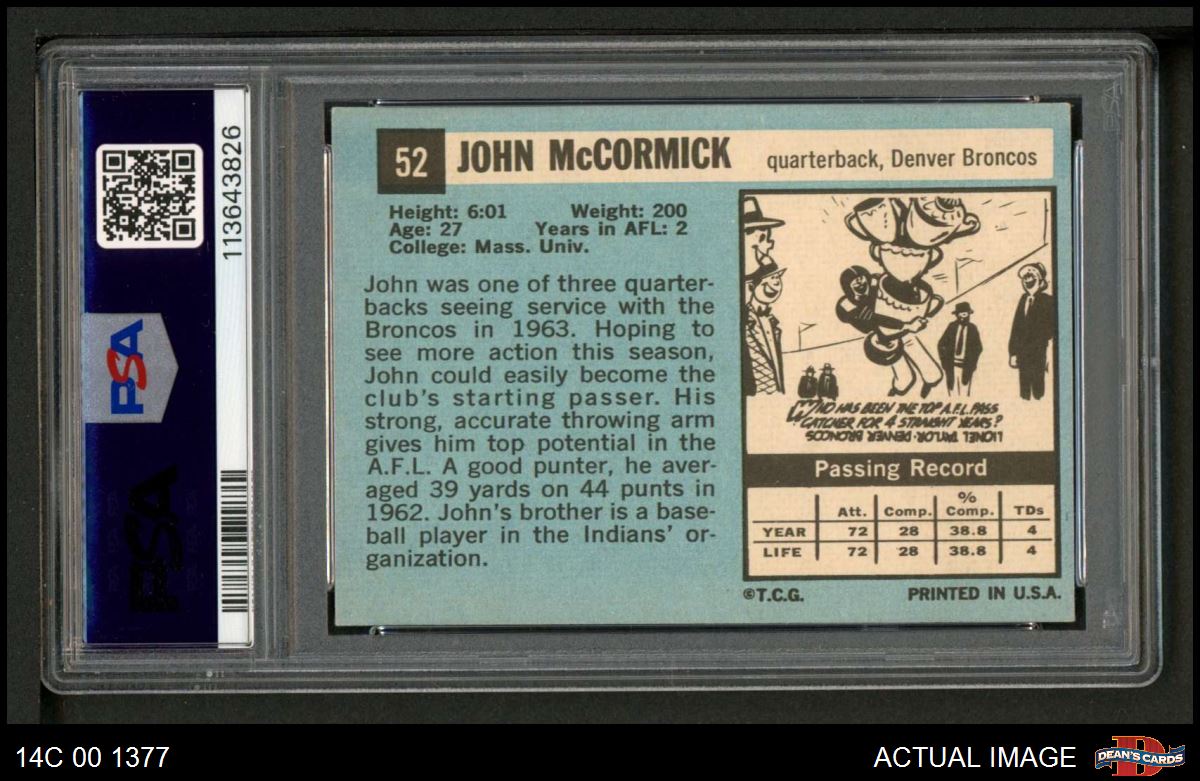 113643826
PSA
PSA
52 JOHN McCORMICK quarterback, Denver Broncos
Height: 6:01 Weight: 200
Age: 27 Years in AFL: 2
College: Mass. Univ.
John was one of three quarter-
backs seeing service with the
Broncos in 1963. Hoping to
see more action this season,
John could easily become the
club's starting passer. His
strong, accurate throwing arm
gives him top potential in the
A.F.L. A good punter, he aver-
aged 39 yards on 44 punts in
1962. John's brother is a base-
ball player in the Indians' or-
ganization.
WHO HAS BEEN THE TOP A.F.L. PASS
CATCHER FOR 4 STRAIGHT YEARS?
LIONEL TAYLOR DENVER BRONCOS
Passing Record
Att. Comp. % Comp. TDs
YEAR 72 28 38.8 4
LIFE 72 28 38.8 4
©T.C.G. PRINTED IN U.S.A.
14C 00 1377
ACTUAL IMAGE
D
DEAN'S CARDS